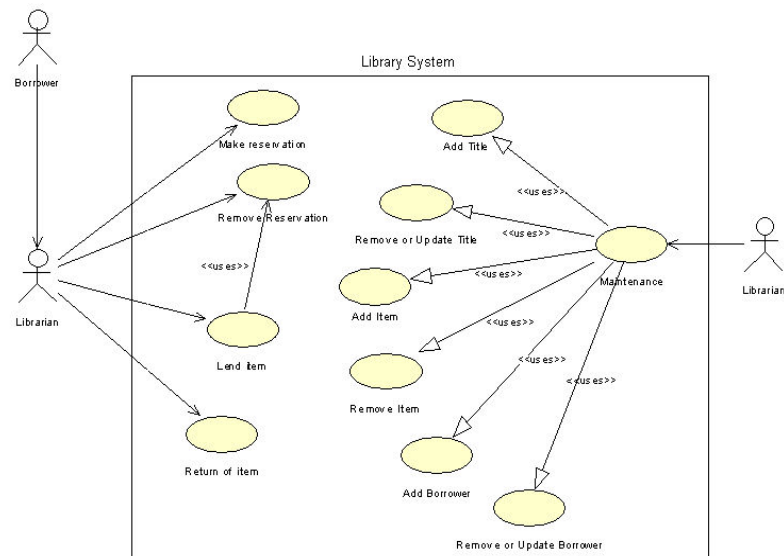 Borrower
Library System
Make reservation
Add Title
<<uses>>
Remove Reservation
Remove or Update Title
<<uses>>
<<uses>>
<<uses>>
Maintenance
Librarian
Librarian
Add Item
<<uses>>
Lend item
<<uses>>
Remove Item
<<uses>>
Return of item
Add Borrower
Remove or Update Borrower